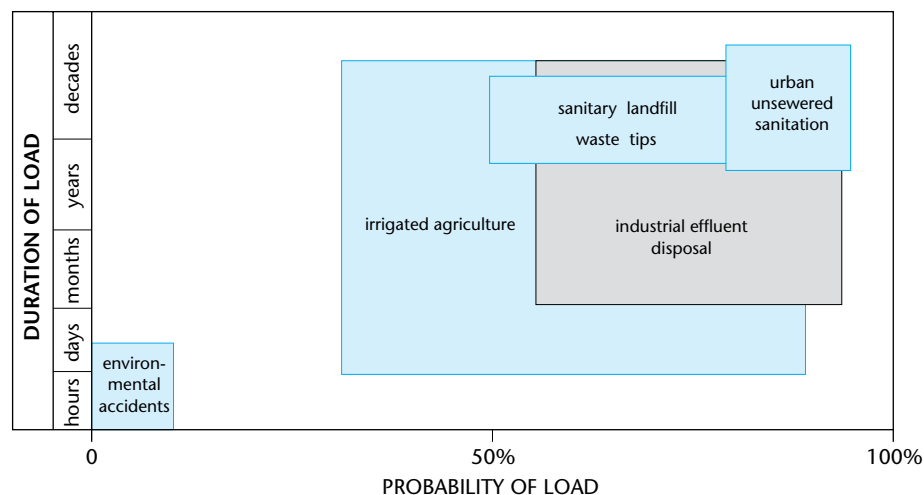 DURATION OF LOAD
decades
years
months
days
hours
sanitary landfill
waste tips
urban
unsewered
sanitation
irrigated agriculture
industrial effluent
disposal
environ-
mental
accidents
0
50%
100%
PROBABILITY OF LOAD